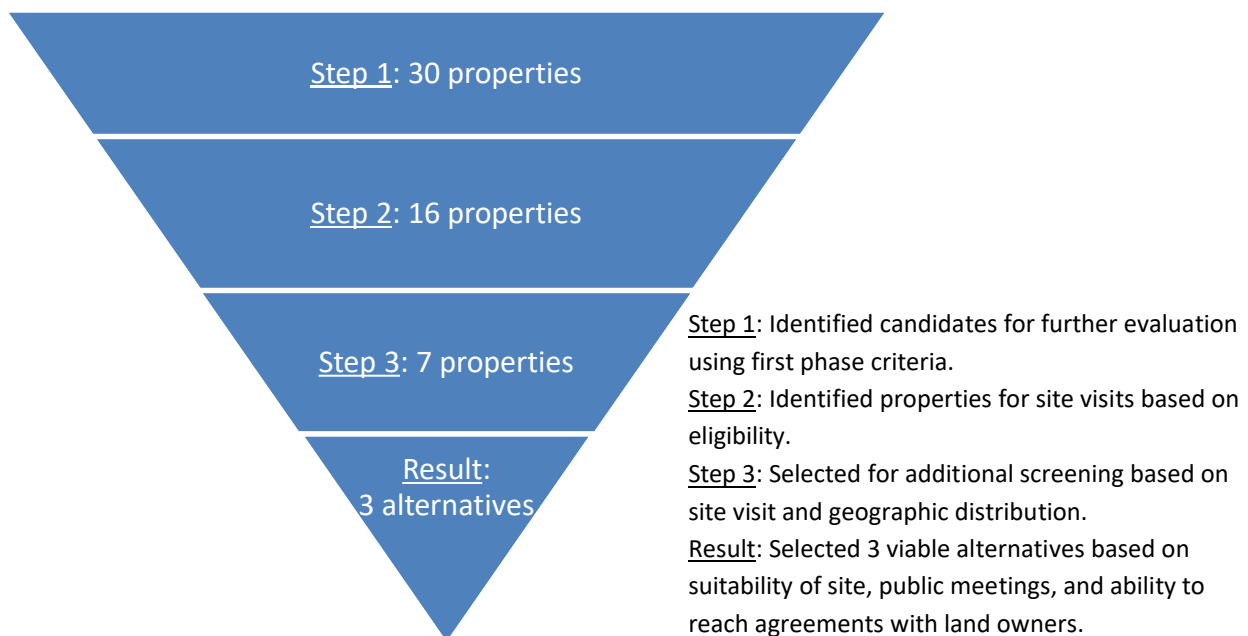 Step 1: 30 properties
Step 2: 16 properties
Step 3: 7 properties
Result:
3 alternatives
Step 1: Identified candidates for further evaluation
using first phase criteria.
Step 2: Identified properties for site visits based on
eligibility.
Step 3: Selected for additional screening based on
site visit and geographic distribution.
Result: Selected 3 viable alternatives based on
suitability of site, public meetings, and ability to
reach agreements with land owners.